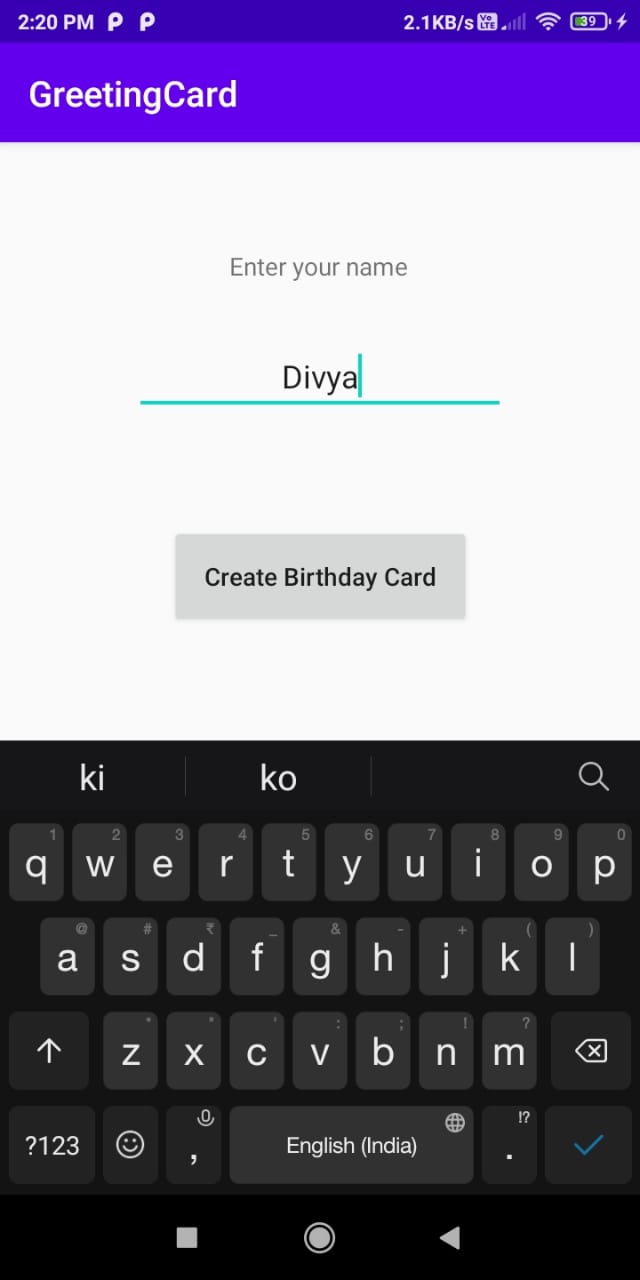 2:20 PM P P 2.1KB/s Vo LTE 39
GreetingCard
Enter your name
Divya
Create Birthday Card
ki ko
1 2 3 4 5 6 7 8 9 0
q w e r t y u i o p
@ # ₹ _ & - + ( )
a s d f g h j k l
* " ' : ; ! ?
z x c v b n m
!?
?123 , English (India) .